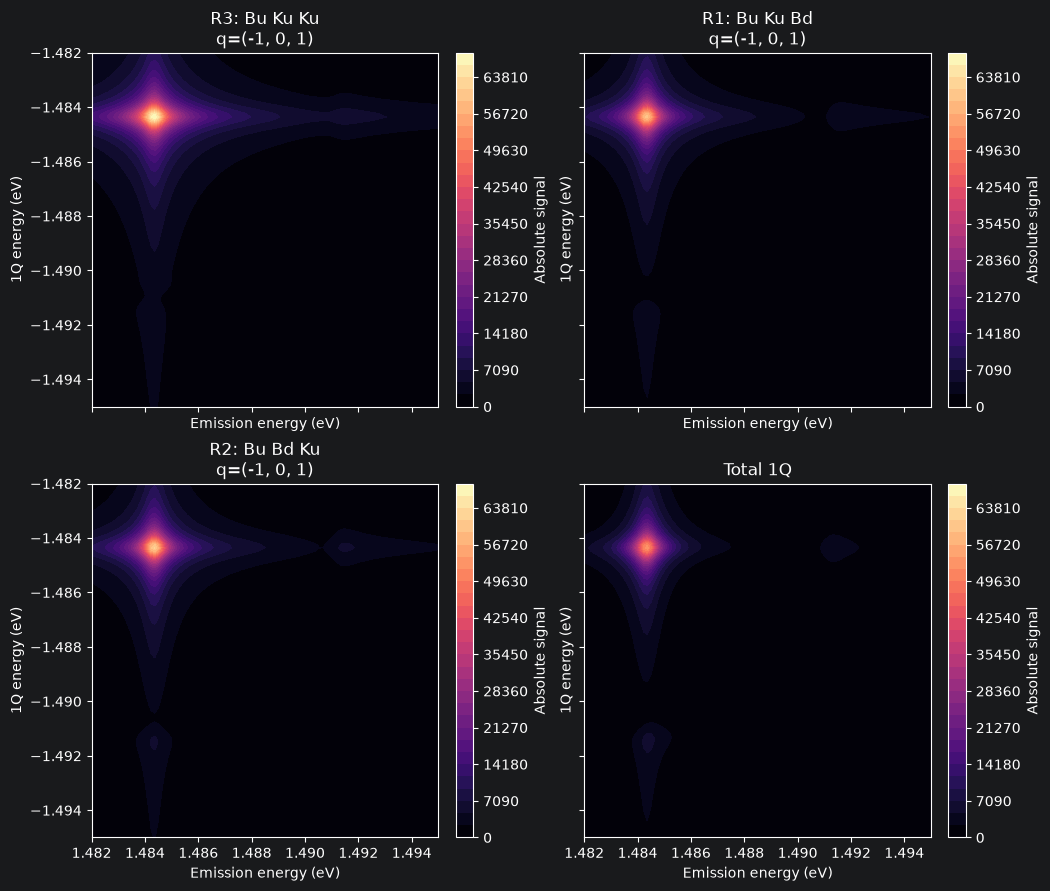 R3: Bu Ku Ku
q=(-1, 0, 1)
−1.482
−1.484
−1.486
−1.488
−1.490
−1.492
−1.494
1Q energy (eV)
Emission energy (eV)
63810
56720
49630
42540
35450
28360
21270
14180
7090
0
Absolute signal
R1: Bu Ku Bd
q=(-1, 0, 1)
1Q energy (eV)
Emission energy (eV)
63810
56720
49630
42540
35450
28360
21270
14180
7090
0
Absolute signal
R2: Bu Bd Ku
q=(-1, 0, 1)
−1.482
−1.484
−1.486
−1.488
−1.490
−1.492
−1.494
1Q energy (eV)
1.482 1.484 1.486 1.488 1.490 1.492 1.494
Emission energy (eV)
63810
56720
49630
42540
35450
28360
21270
14180
7090
0
Absolute signal
Total 1Q
1Q energy (eV)
1.482 1.484 1.486 1.488 1.490 1.492 1.494
Emission energy (eV)
63810
56720
49630
42540
35450
28360
21270
14180
7090
0
Absolute signal